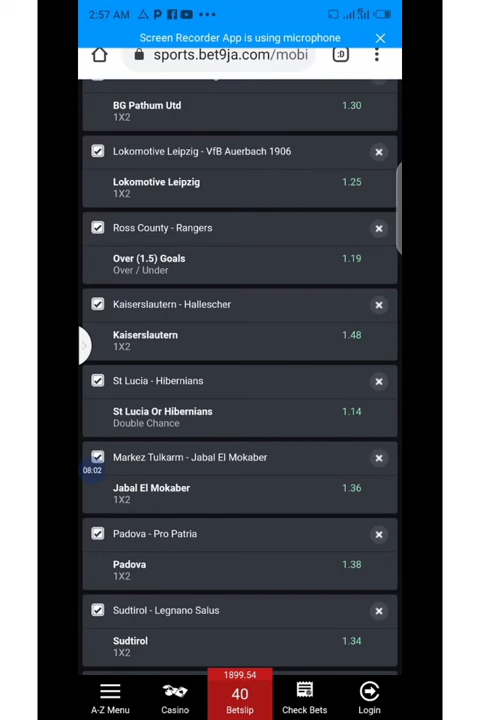 2:57 AM
Screen Recorder App is using microphone
sports.bet9ja.com/mobi
:D
BG Pathum Utd 1.30
1X2
Lokomotive Leipzig - VfB Auerbach 1906
Lokomotive Leipzig 1.25
1X2
Ross County - Rangers
Over (1.5) Goals 1.19
Over / Under
Kaiserslautern - Hallescher
Kaiserslautern 1.48
1X2
St Lucia - Hibernians
St Lucia Or Hibernians 1.14
Double Chance
Markez Tulkarm - Jabal El Mokaber
08:02
Jabal El Mokaber 1.36
1X2
Padova - Pro Patria
Padova 1.38
1X2
Sudtirol - Legnano Salus
Sudtirol 1.34
1X2
1899.54
40
A-Z Menu Casino Betslip Check Bets Login